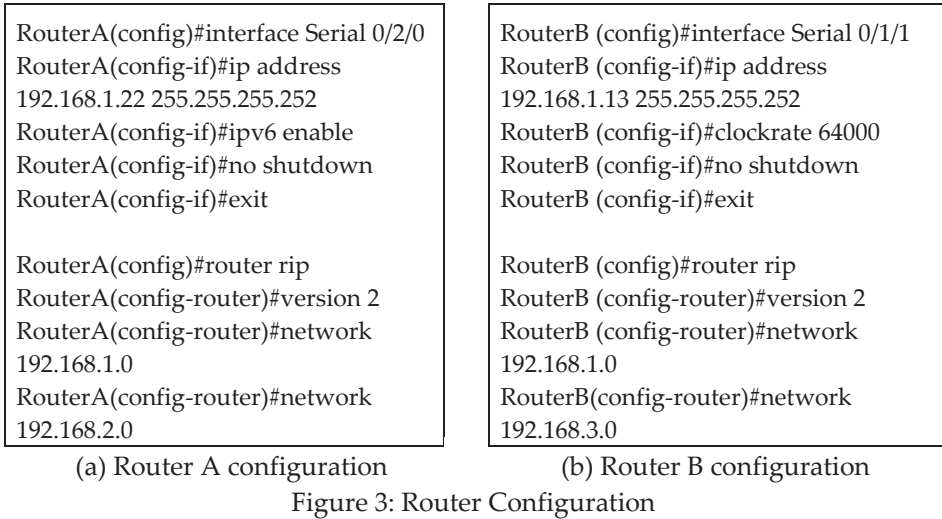 RouterA(config)#interface Serial 0/2/0
RouterA(config-if)#ip address
192.168.1.22 255.255.255.252
RouterA(config-if)#ipv6 enable
RouterA(config-if)#no shutdown
RouterA(config-if)#exit
RouterA(config)#router rip
RouterA(config-router)#version 2
RouterA(config-router)#network
192.168.1.0
RouterA(config-router)#network
192.168.2.0
RouterB (config)#interface Serial 0/1/1
RouterB (config-if)#ip address
192.168.1.13 255.255.255.252
RouterB (config-if)#clockrate 64000
RouterB (config-if)#no shutdown
RouterB (config-if)#exit
RouterB (config)#router rip
RouterB (config-router)#version 2
RouterB (config-router)#network
192.168.1.0
RouterB(config-router)#network
192.168.3.0
(a) Router A configuration
(b) Router B configuration
Figure 3: Router Configuration